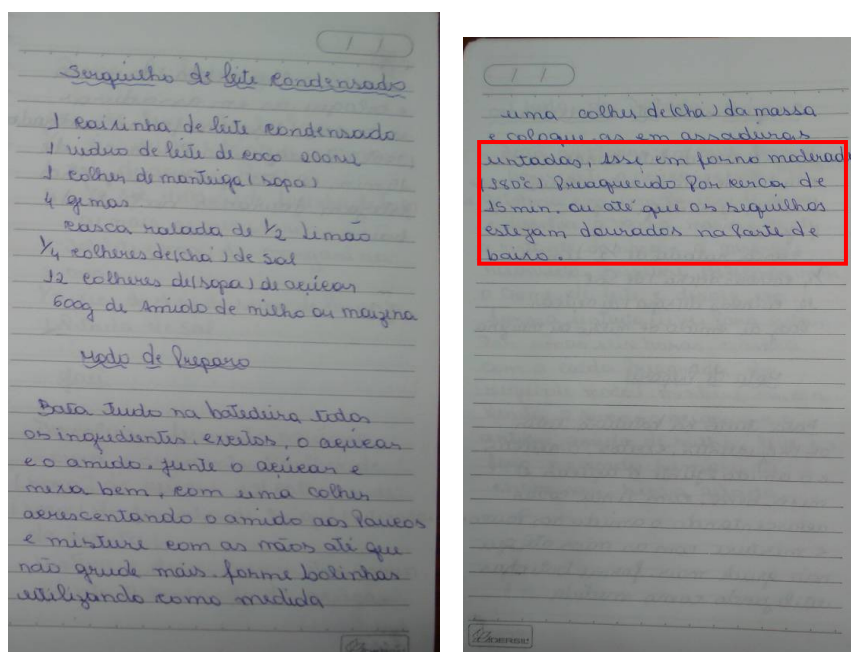 Serquilho de leite condensado
1 caixinha de leite condensado
1 vidro de leite de coco 200ml
1 colher de manteiga (sopa)
4 gemas
casca ralada de 1/2 limão
1/4 colheres de(chá) de sal
12 colheres de(sopa) de açúcar
600g de amido de milho ou maizena
Modo de Preparo
Bata tudo na batedeira todos
os ingredientes, exeitos, o açúcar
e o amido. junte o açúcar e
mexa bem, com uma colher
acrescentando o amido aos Poucos
e misture com as mãos até que
não grude mais. forme bolinhas
utilizando como medida
uma colher de(chá) da massa
e coloque as em assadeiras
untadas, Asse em forno moderad
(180°C) Preaquecido Por cerca de
15 min. ou até que os sequilhos
estejam dourados na Parte de
baixo.